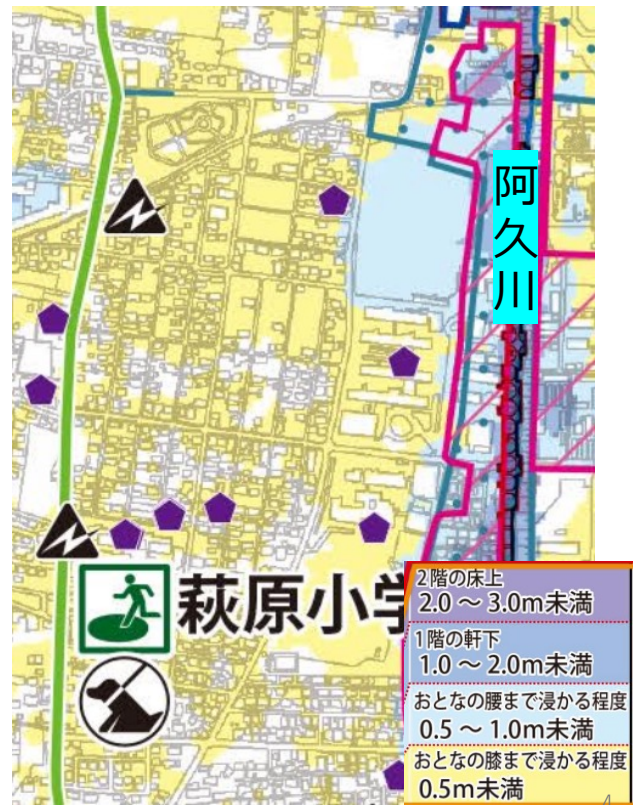 阿久川
萩原小学
2階の床上
2.0～3.0m未満
1階の軒下
1.0～2.0m未満
おとなの腰まで浸かる程度
0.5～1.0m未満
おとなの膝まで浸かる程度
0.5m未満